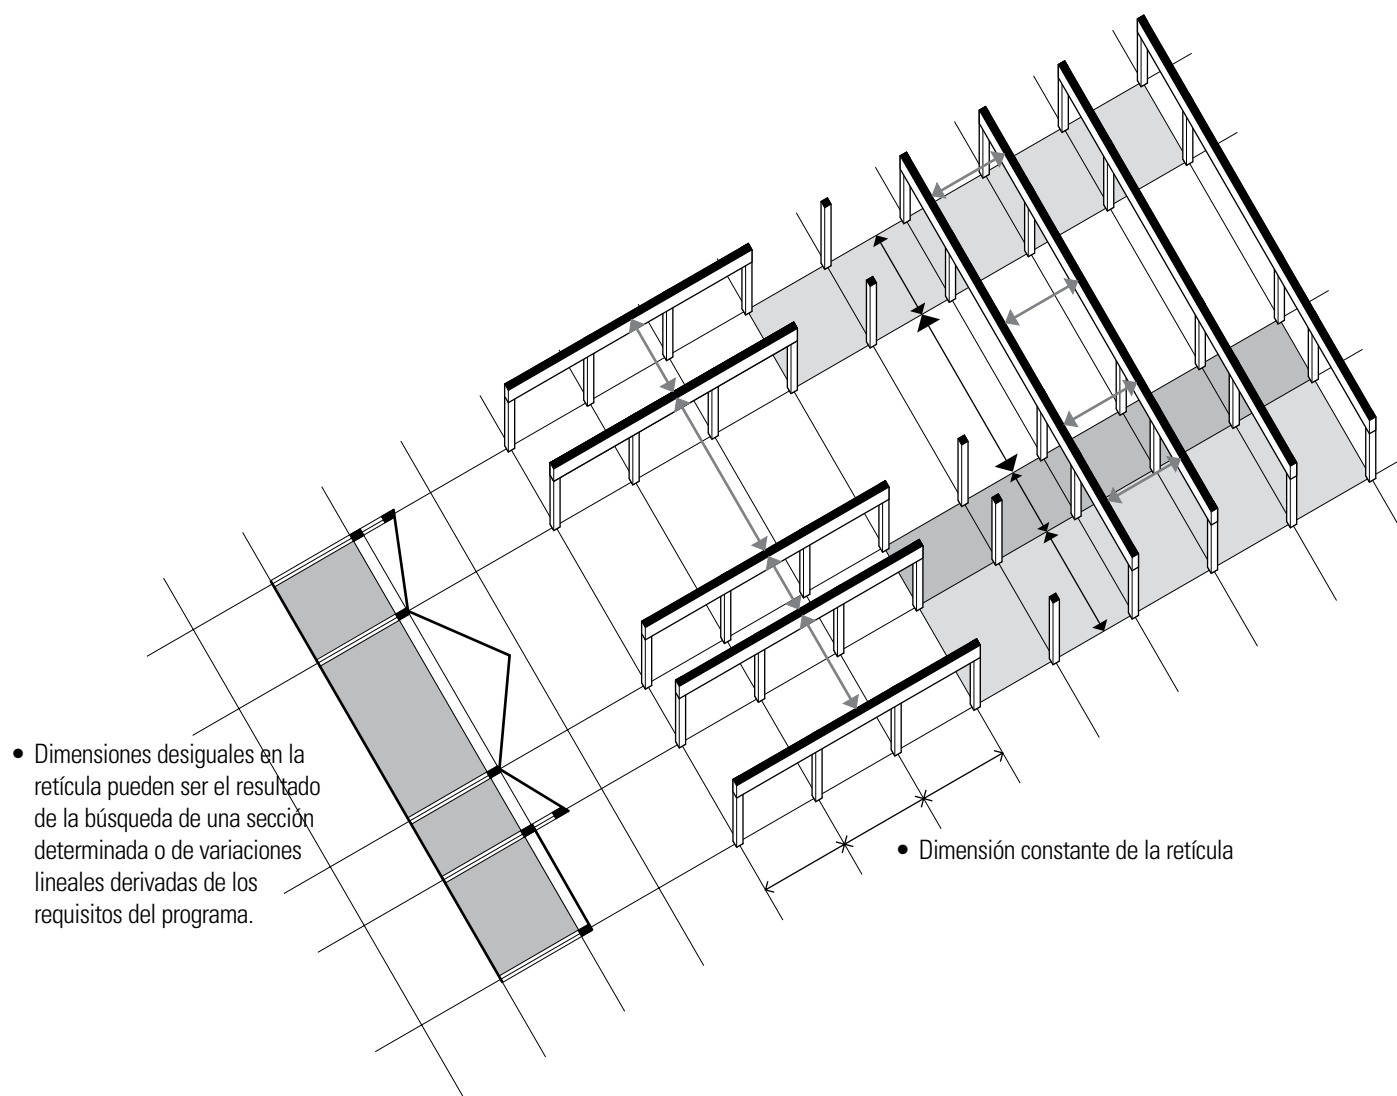 • Dimensiones desiguales en la
retícula pueden ser el resultado
de la búsqueda de una sección
determinada o de variaciones
lineales derivadas de los
requisitos del programa.
• Dimensión constante de la retícula